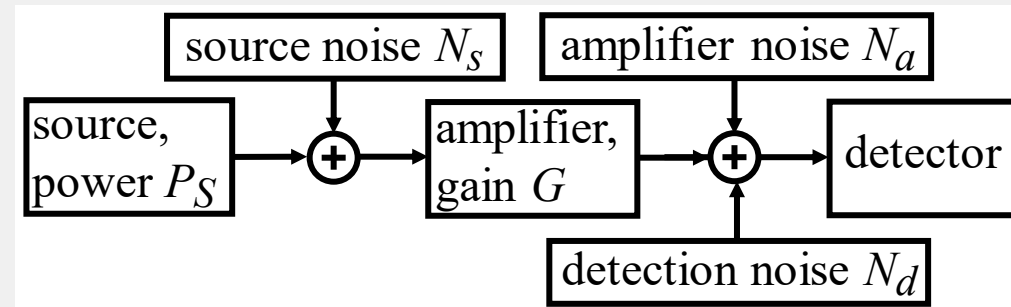 source noise N_s
amplifier noise N_a
source,
power P_S
+
amplifier,
gain G
+
detector
detection noise N_d